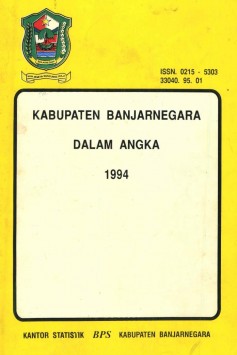 ISSN. 0215 - 5303
33040. 95. 01
KABUPATEN BANJARNEGARA
DALAM ANGKA
1994
KANTOR STATISTIK BPS KABUPATEN BANJARNEGARA